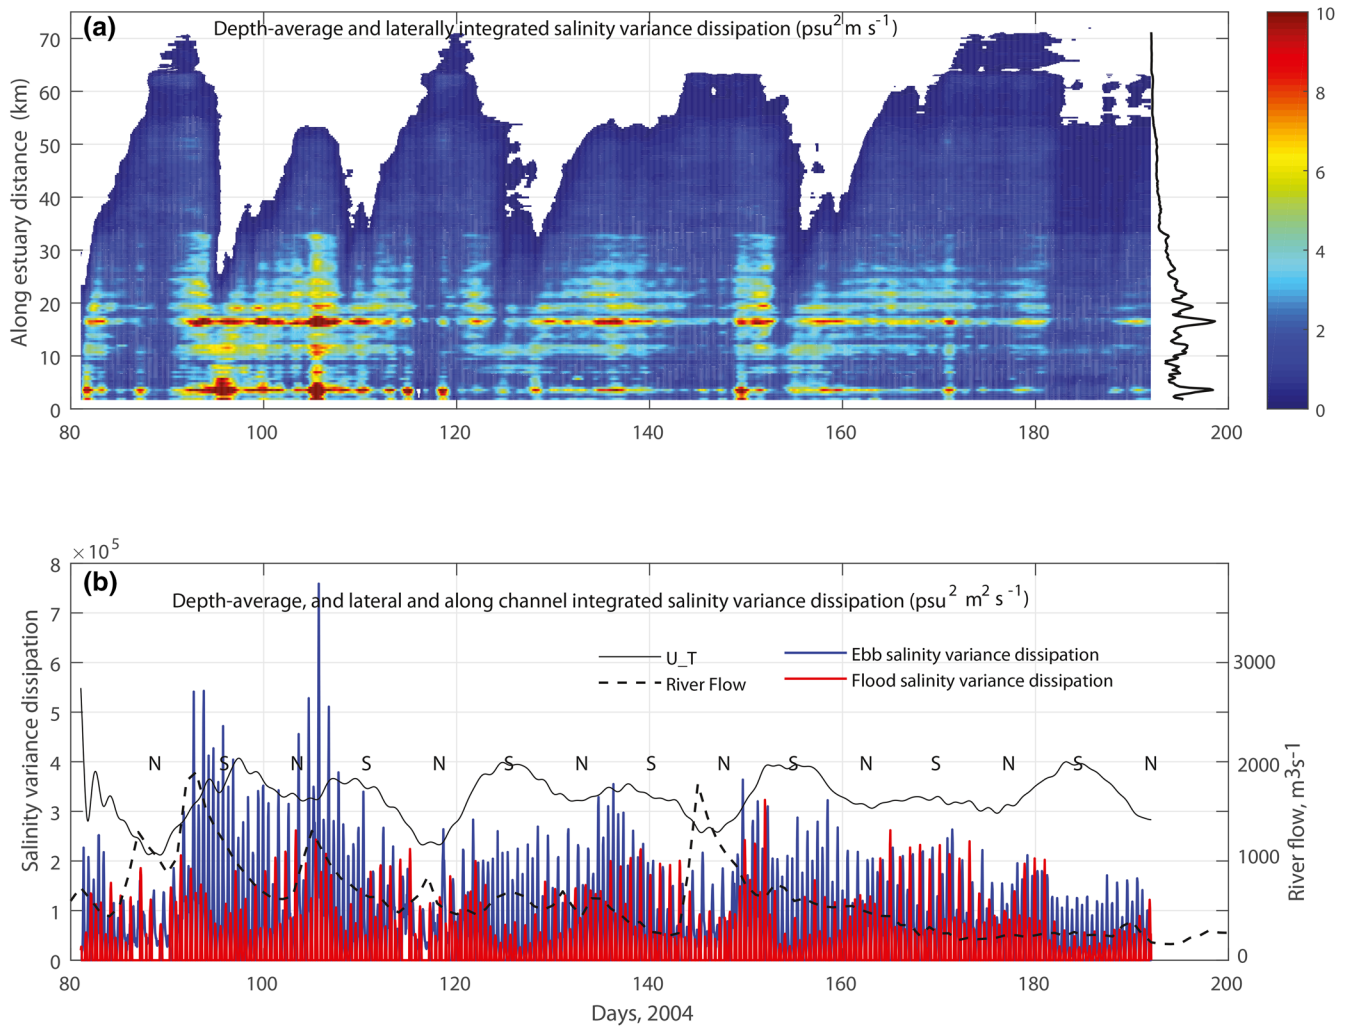 (a)
Depth-average and laterally integrated salinity variance dissipation (psu² m s⁻¹)
Along estuary distance (km)
70
60
50
40
30
20
10
0
80 100 120 140 160 180 200
10
8
6
4
2
0
×10⁵
(b)
Depth-average, and lateral and along channel integrated salinity variance dissipation (psu² m² s⁻¹)
Salinity variance dissipation
8
7
6
5
4
3
2
1
0
U_T
River Flow
Ebb salinity variance dissipation
Flood salinity variance dissipation
N S N S N S N S N S N S N S N
3000
2000
1000
0
River flow, m3s-1
80 100 120 140 160 180 200
Days, 2004